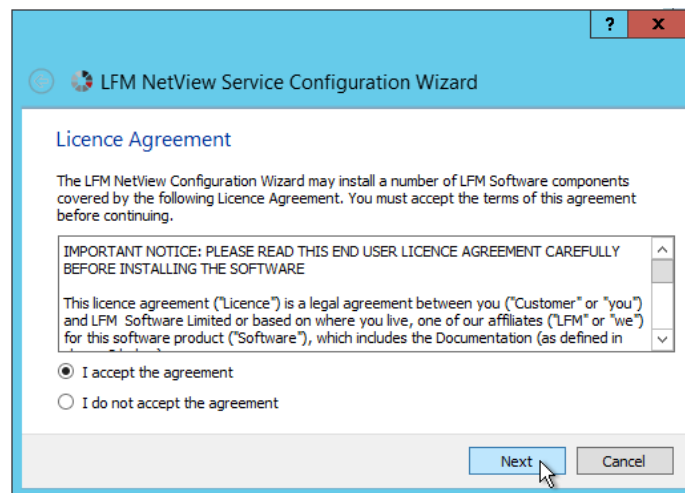 ? x
LFM NetView Service Configuration Wizard
Licence Agreement
The LFM NetView Configuration Wizard may install a number of LFM Software components
covered by the following Licence Agreement. You must accept the terms of this agreement
before continuing.
IMPORTANT NOTICE: PLEASE READ THIS END USER LICENCE AGREEMENT CAREFULLY
BEFORE INSTALLING THE SOFTWARE
This licence agreement ("Licence") is a legal agreement between you ("Customer" or "you")
and LFM Software Limited or based on where you live, one of our affiliates ("LFM" or "we")
for this software product ("Software"), which includes the Documentation (as defined in
I accept the agreement
I do not accept the agreement
Next Cancel